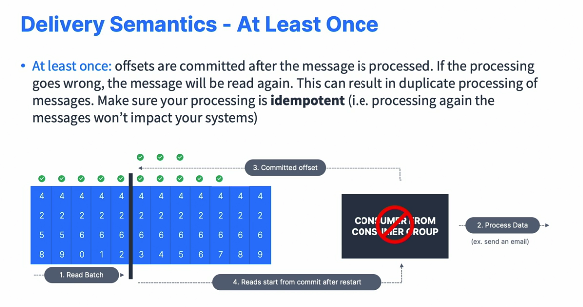 Delivery Semantics - At Least Once
• At least once: offsets are committed after the message is processed. If the processing
goes wrong, the message will be read again. This can result in duplicate processing of
messages. Make sure your processing is idempotent (i.e. processing again the
messages won't impact your systems)
3. Committed offset
4 4 4 4 4 4 4 4 4 4 4 4
2 2 2 2 2 2 2 2 2 2 2 2
5 5 6 6 6 6 6 6 6 6 6 6
8 9 0 1 2 3 4 5 6 7 8 9
CONSUMER FROM
CONSUMER GROUP
2. Process Data
(ex. send an email)
1. Read Batch
4. Reads start from commit after restart